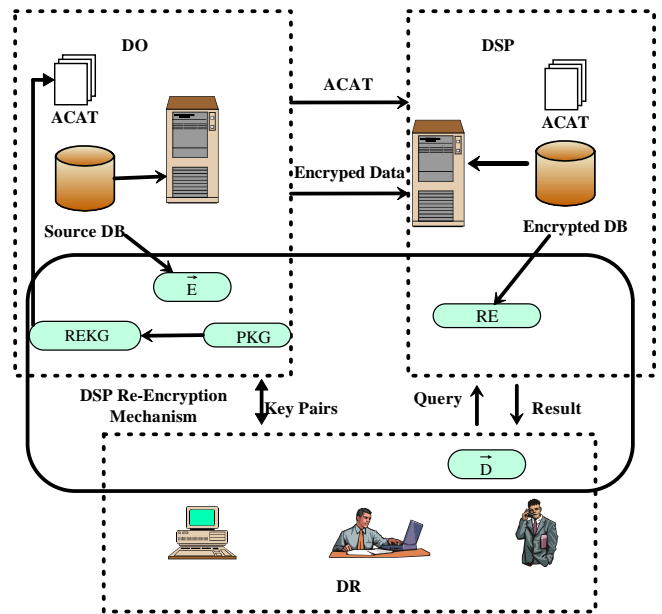 DO
DSP
ACAT
ACAT
ACAT
Encryped Data
Source DB
Encrypted DB
E
RE
REKG
PKG
DSP Re-Encryption
Mechanism
Key Pairs
Query
Result
D
DR